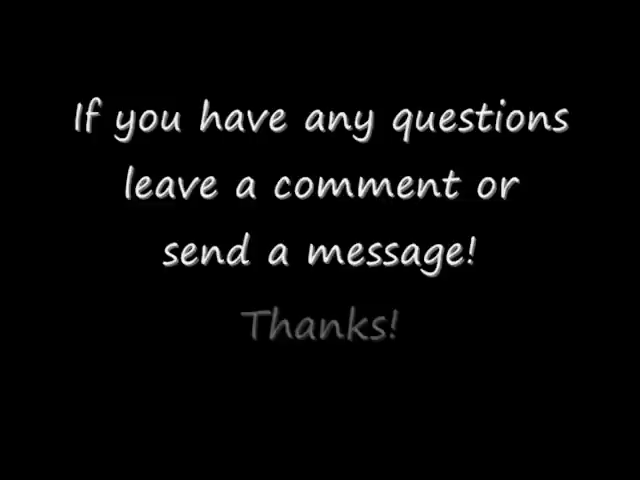 If you have any questions
leave a comment or
send a message!
Thanks!